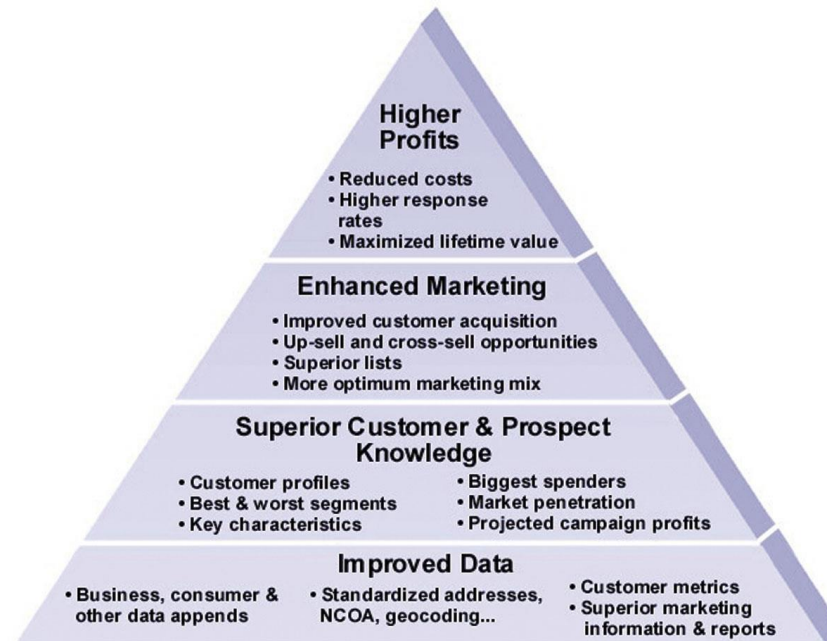 Higher
Profits
• Reduced costs
• Higher response
rates
• Maximized lifetime value
Enhanced Marketing
• Improved customer acquisition
• Up-sell and cross-sell opportunities
• Superior lists
• More optimum marketing mix
Superior Customer & Prospect
Knowledge
• Customer profiles
• Best & worst segments
• Key characteristics
• Biggest spenders
• Market penetration
• Projected campaign profits
Improved Data
• Business, consumer &
other data appends
• Standardized addresses,
NCOA, geocoding...
• Customer metrics
• Superior marketing
information & reports